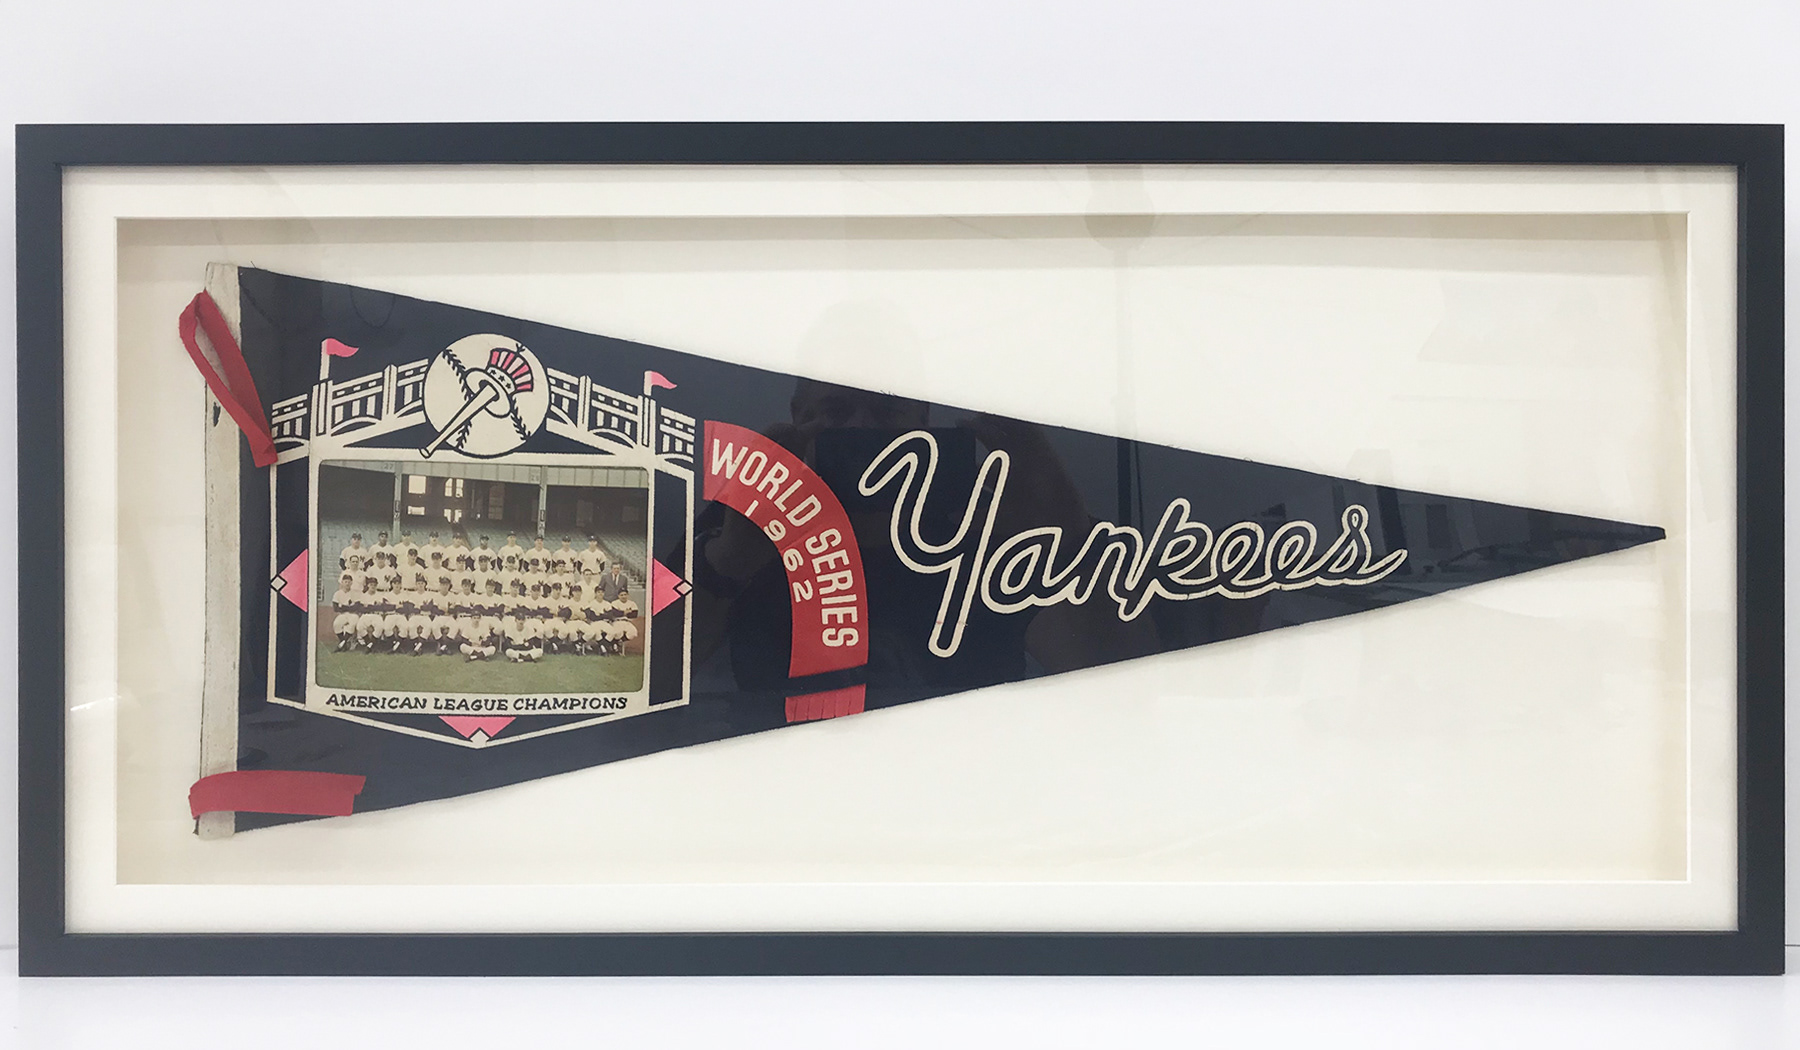 WORLD SERIES
1962
Yankees
AMERICAN LEAGUE CHAMPIONS